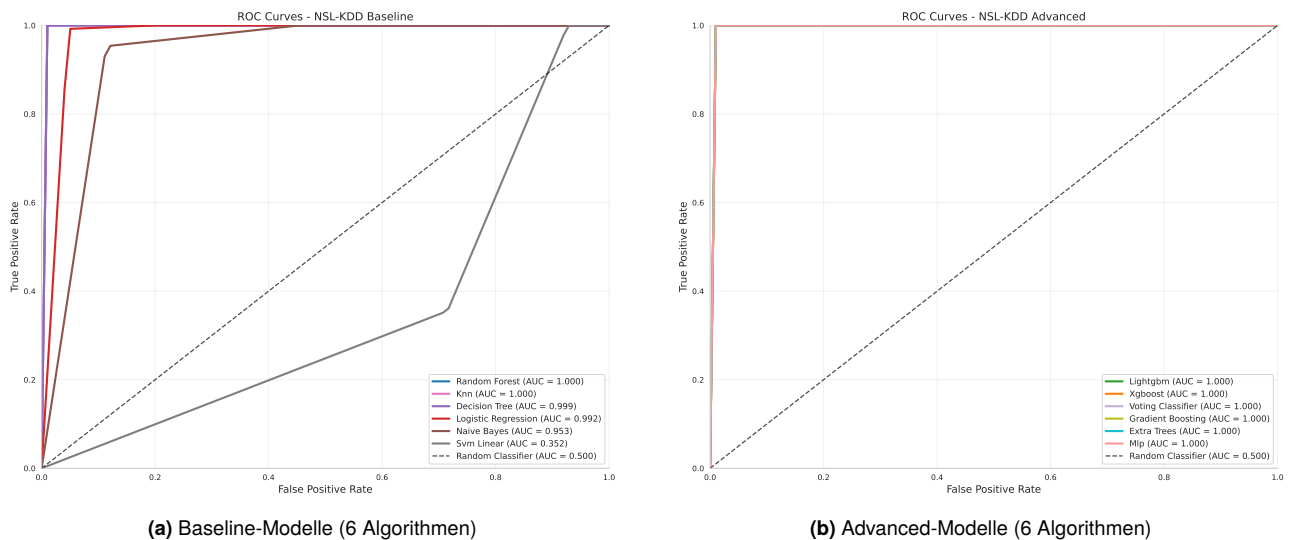 ROC Curves - NSL-KDD Baseline
True Positive Rate
1.0
0.8
0.6
0.4
0.2
0.0
0.0 0.2 0.4 0.6 0.8 1.0
False Positive Rate
Random Forest (AUC = 1.000)
Knn (AUC = 1.000)
Decision Tree (AUC = 0.999)
Logistic Regression (AUC = 0.992)
Naive Bayes (AUC = 0.953)
Svm Linear (AUC = 0.352)
Random Classifier (AUC = 0.500)
(a) Baseline-Modelle (6 Algorithmen)
ROC Curves - NSL-KDD Advanced
True Positive Rate
1.0
0.8
0.6
0.4
0.2
0.0
0.0 0.2 0.4 0.6 0.8 1.0
False Positive Rate
Lightgbm (AUC = 1.000)
Xgboost (AUC = 1.000)
Voting Classifier (AUC = 1.000)
Gradient Boosting (AUC = 1.000)
Extra Trees (AUC = 1.000)
Mlp (AUC = 1.000)
Random Classifier (AUC = 0.500)
(b) Advanced-Modelle (6 Algorithmen)